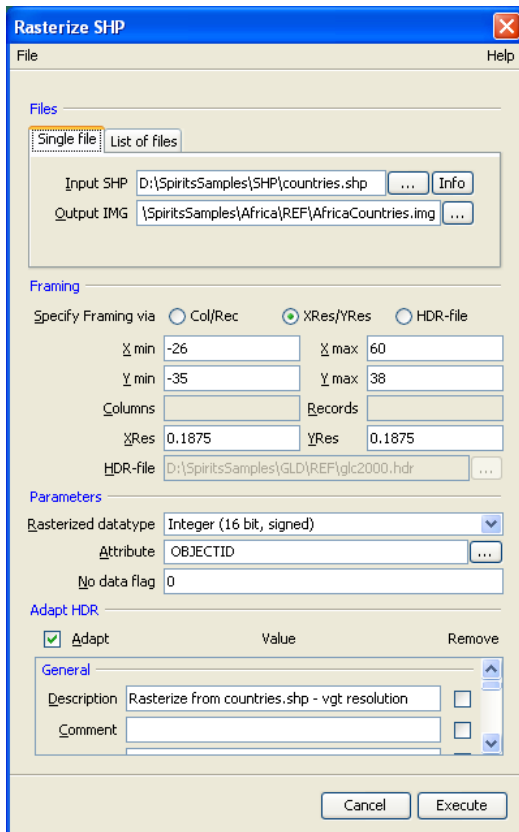 Rasterize SHP
File Help
Files
Single file List of files
Input SHP D:\SpiritsSamples\SHP\countries.shp ... Info
Output IMG \SpiritsSamples\Africa\REF\AfricaCountries.img ...
Framing
Specify Framing via Col/Rec XRes/YRes HDR-file
X min -26 X max 60
Y min -35 Y max 38
Columns Records
XRes 0.1875 YRes 0.1875
HDR-file D:\SpiritsSamples\GLD\REF\glc2000.hdr ...
Parameters
Rasterized datatype Integer (16 bit, signed)
Attribute OBJECTID ...
No data flag 0
Adapt HDR
Adapt Value Remove
General
Description Rasterize from countries.shp - vgt resolution
Comment
Cancel Execute